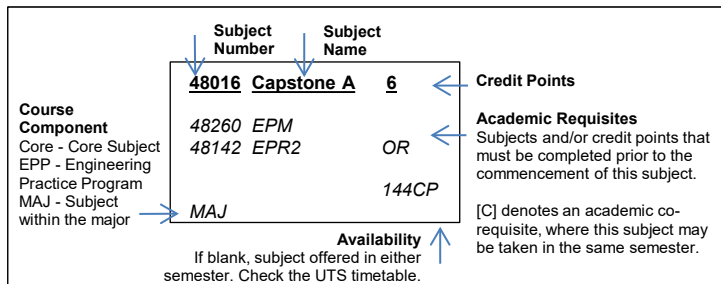 Subject Number
Subject Name
48016 Capstone A 6
Credit Points
48260 EPM
48142 EPR2 OR
144CP
MAJ
Course
Component
Core - Core Subject
EPP - Engineering
Practice Program
MAJ - Subject
within the major
Academic Requisites
Subjects and/or credit points that
must be completed prior to the
commencement of this subject.
[C] denotes an academic co-
requisite, where this subject may
be taken in the same semester.
Availability
If blank, subject offered in either
semester. Check the UTS timetable.